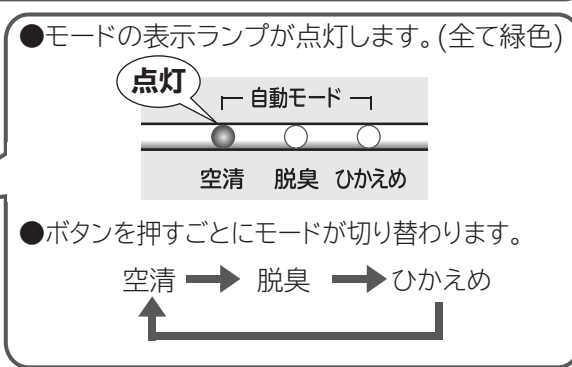 ●モードの表示ランプが点灯します。(全て緑色)
点灯
自動モード
空清 脱臭 ひかえめ
●ボタンを押すごとにモードが切り替わります。
空清 ➡ 脱臭 ➡ ひかえめ